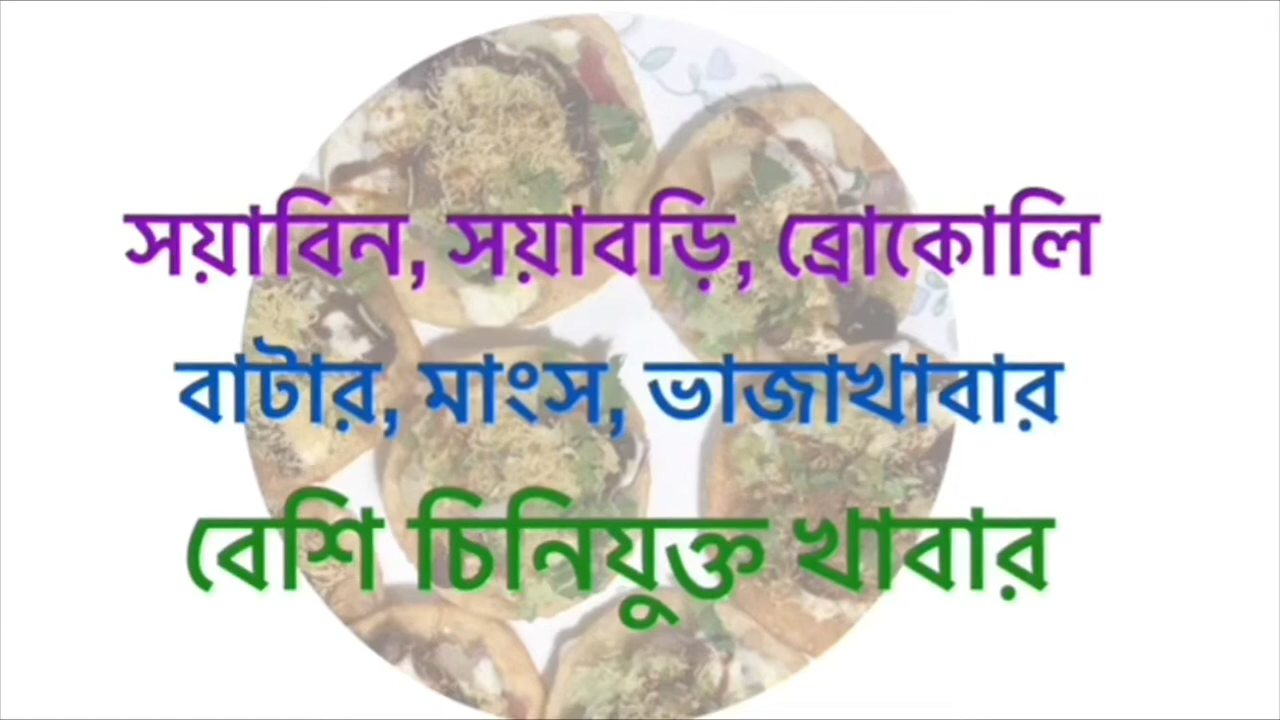 সয়াবিন, সয়াবড়ি, ব্রোকোলি
বাটার, মাংস, ভাজাখাবার
বেশি চিনিযুক্ত খাবার